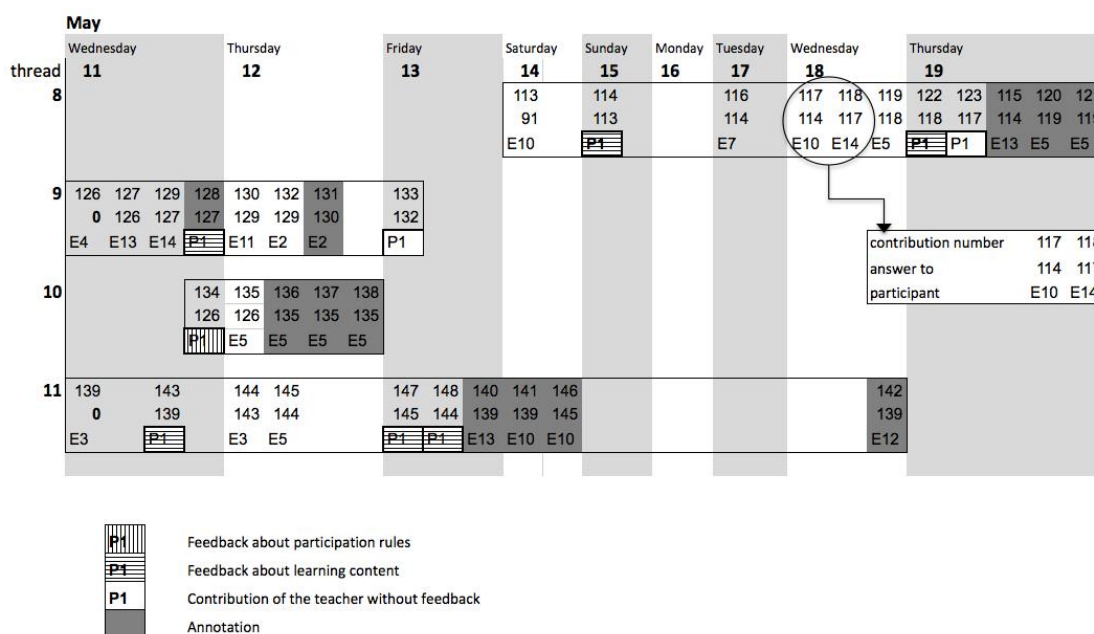 May
Wednesday Thursday Friday Saturday Sunday Monday Tuesday Wednesday Thursday
thread 11 12 13 14 15 16 17 18 19
8 113 114 116 117 118 119 122 123 115 120 12
91 113 114 114 117 118 118 117 114 119 119
E10 P1 E7 E10 E14 E5 P1 P1 E13 E5 E5
9 126 127 129 128 130 132 131 133
0 126 127 127 129 129 130 132
E4 E13 E14 P1 E11 E2 E2 P1
contribution number 117 118
answer to 114 117
participant E10 E14
10 134 135 136 137 138
126 126 135 135 135
P1 E5 E5 E5 E5
11 139 143 144 145 147 148 140 141 146 142
0 139 143 144 145 144 139 139 145 139
E3 P1 E3 E5 P1 P1 E13 E10 E10 E12
P1 Feedback about participation rules
P1 Feedback about learning content
P1 Contribution of the teacher without feedback
Annotation